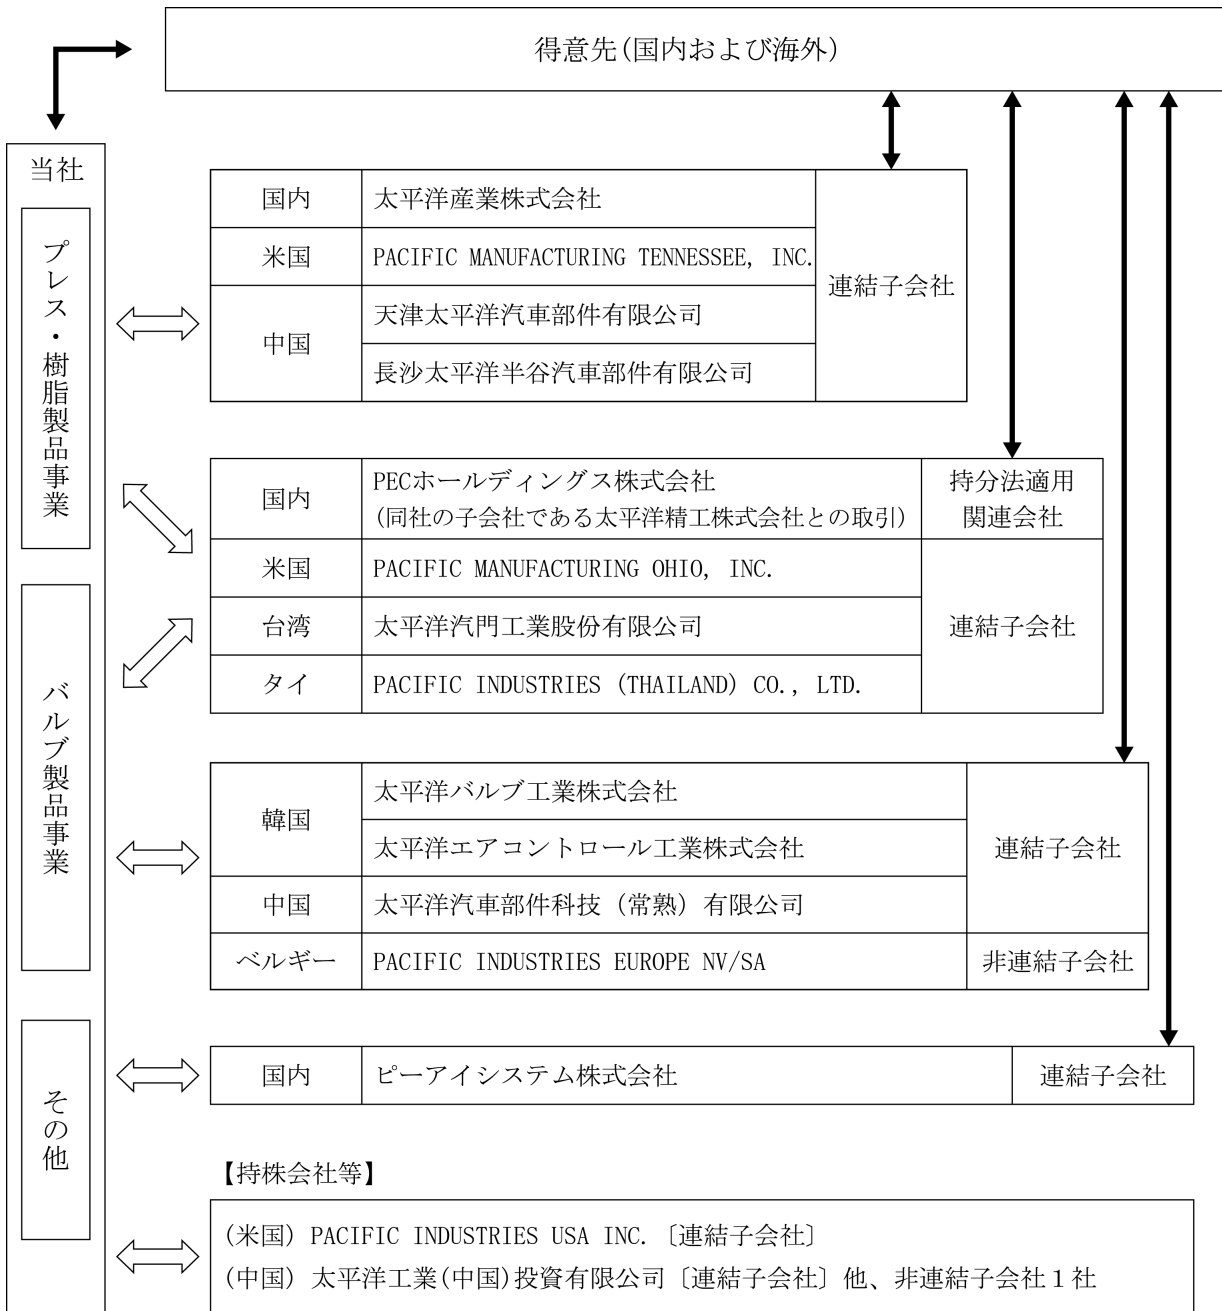 得意先(国内および海外)
当社
プレス・樹脂製品事業
国内 太平洋産業株式会社
米国 PACIFIC MANUFACTURING TENNESSEE, INC.
連結子会社
中国 天津太平洋汽車部件有限公司
長沙太平洋半谷汽車部件有限公司
国内 PECホールディングス株式会社
(同社の子会社である太平洋精工株式会社との取引)
持分法適用
関連会社
米国 PACIFIC MANUFACTURING OHIO, INC.
台湾 太平洋汽門工業股份有限公司
連結子会社
タイ PACIFIC INDUSTRIES (THAILAND) CO., LTD.
バルブ製品事業
韓国 太平洋バルブ工業株式会社
太平洋エアコントロール工業株式会社
連結子会社
中国 太平洋汽車部件科技（常熟）有限公司
ベルギー PACIFIC INDUSTRIES EUROPE NV/SA 非連結子会社
その他
国内 ピーアイシステム株式会社 連結子会社
【持株会社等】
(米国) PACIFIC INDUSTRIES USA INC.〔連結子会社〕
(中国) 太平洋工業(中国)投資有限公司〔連結子会社〕他、非連結子会社１社